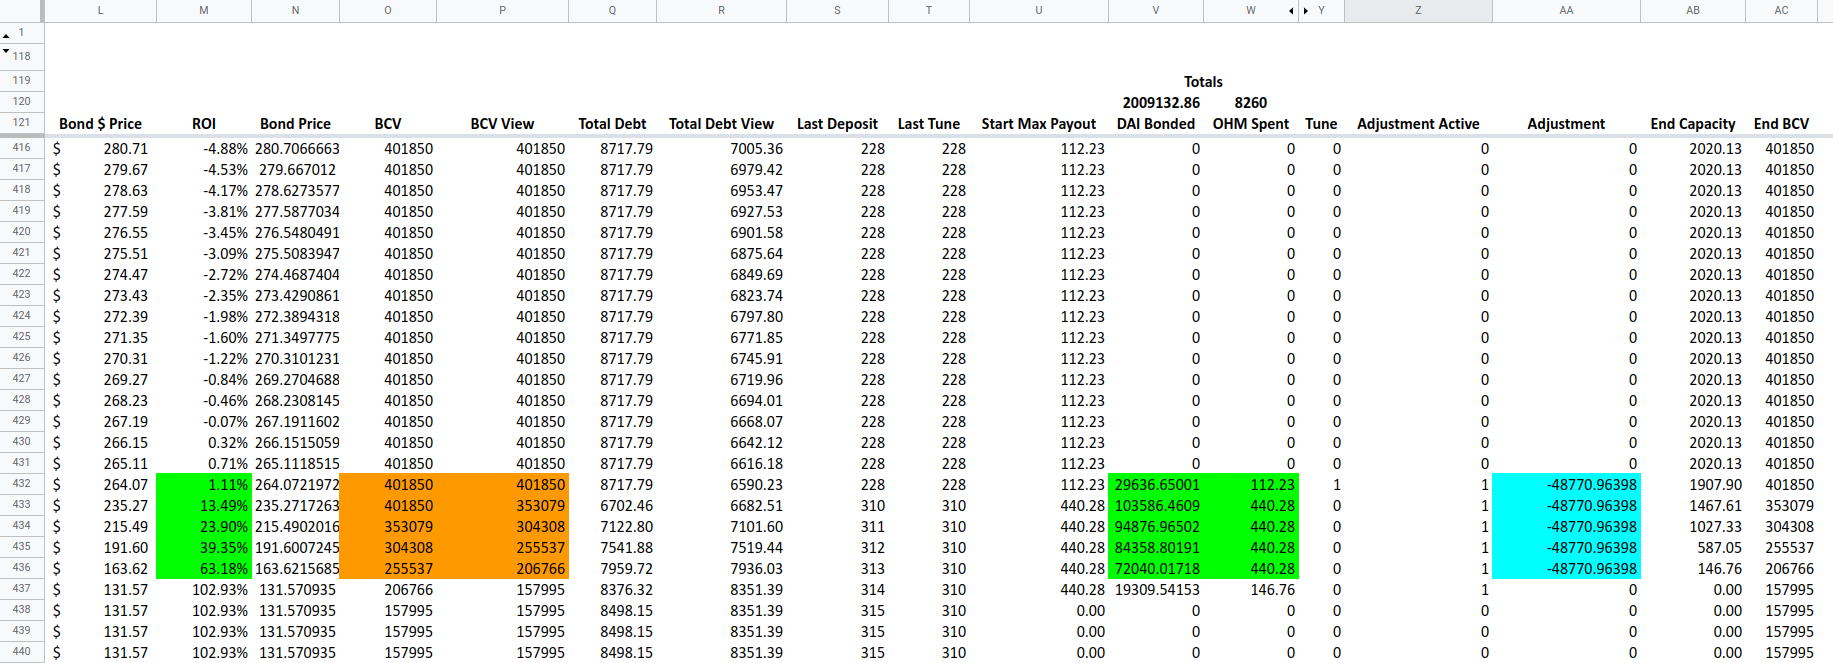 L M N O P Q R S T U V W Y Z AA AB AC
1
118
119 Totals
120 2009132.86 8260
121 Bond $ Price ROI Bond Price BCV BCV View Total Debt Total Debt View Last Deposit Last Tune Start Max Payout DAI Bonded OHM Spent Tune Adjustment Active Adjustment End Capacity End BCV
416 $ 280.71 -4.88% 280.7066663 401850 401850 8717.79 7005.36 228 228 112.23 0 0 0 0 0 2020.13 401850
417 $ 279.67 -4.53% 279.667012 401850 401850 8717.79 6979.42 228 228 112.23 0 0 0 0 0 2020.13 401850
418 $ 278.63 -4.17% 278.6273577 401850 401850 8717.79 6953.47 228 228 112.23 0 0 0 0 0 2020.13 401850
419 $ 277.59 -3.81% 277.5877034 401850 401850 8717.79 6927.53 228 228 112.23 0 0 0 0 0 2020.13 401850
420 $ 276.55 -3.45% 276.5480491 401850 401850 8717.79 6901.58 228 228 112.23 0 0 0 0 0 2020.13 401850
421 $ 275.51 -3.09% 275.5083947 401850 401850 8717.79 6875.64 228 228 112.23 0 0 0 0 0 2020.13 401850
422 $ 274.47 -2.72% 274.4687404 401850 401850 8717.79 6849.69 228 228 112.23 0 0 0 0 0 2020.13 401850
423 $ 273.43 -2.35% 273.4290861 401850 401850 8717.79 6823.74 228 228 112.23 0 0 0 0 0 2020.13 401850
424 $ 272.39 -1.98% 272.3894318 401850 401850 8717.79 6797.80 228 228 112.23 0 0 0 0 0 2020.13 401850
425 $ 271.35 -1.60% 271.3497775 401850 401850 8717.79 6771.85 228 228 112.23 0 0 0 0 0 2020.13 401850
426 $ 270.31 -1.22% 270.3101231 401850 401850 8717.79 6745.91 228 228 112.23 0 0 0 0 0 2020.13 401850
427 $ 269.27 -0.84% 269.2704688 401850 401850 8717.79 6719.96 228 228 112.23 0 0 0 0 0 2020.13 401850
428 $ 268.23 -0.46% 268.2308145 401850 401850 8717.79 6694.01 228 228 112.23 0 0 0 0 0 2020.13 401850
429 $ 267.19 -0.07% 267.1911602 401850 401850 8717.79 6668.07 228 228 112.23 0 0 0 0 0 2020.13 401850
430 $ 266.15 0.32% 266.1515059 401850 401850 8717.79 6642.12 228 228 112.23 0 0 0 0 0 2020.13 401850
431 $ 265.11 0.71% 265.1118515 401850 401850 8717.79 6616.18 228 228 112.23 0 0 0 0 0 2020.13 401850
432 $ 264.07 1.11% 264.0721972 401850 401850 8717.79 6590.23 228 228 112.23 29636.65001 112.23 1 1 -48770.96398 1907.90 401850
433 $ 235.27 13.49% 235.2717263 401850 353079 6702.46 6682.51 310 310 440.28 103586.4609 440.28 0 1 -48770.96398 1467.61 353079
434 $ 215.49 23.90% 215.4902016 353079 304308 7122.80 7101.60 311 310 440.28 94876.96502 440.28 0 1 -48770.96398 1027.33 304308
435 $ 191.60 39.35% 191.6007245 304308 255537 7541.88 7519.44 312 310 440.28 84358.80191 440.28 0 1 -48770.96398 587.05 255537
436 $ 163.62 63.18% 163.6215685 255537 206766 7959.72 7936.03 313 310 440.28 72040.01718 440.28 0 1 -48770.96398 146.76 206766
437 $ 131.57 102.93% 131.570935 206766 157995 8376.32 8351.39 314 310 440.28 19309.54153 146.76 0 1 0 0.00 157995
438 $ 131.57 102.93% 131.570935 157995 157995 8498.15 8351.39 315 310 0.00 0 0 0 0 0 0.00 157995
439 $ 131.57 102.93% 131.570935 157995 157995 8498.15 8351.39 315 310 0.00 0 0 0 0 0 0.00 157995
440 $ 131.57 102.93% 131.570935 157995 157995 8498.15 8351.39 315 310 0.00 0 0 0 0 0 0.00 157995